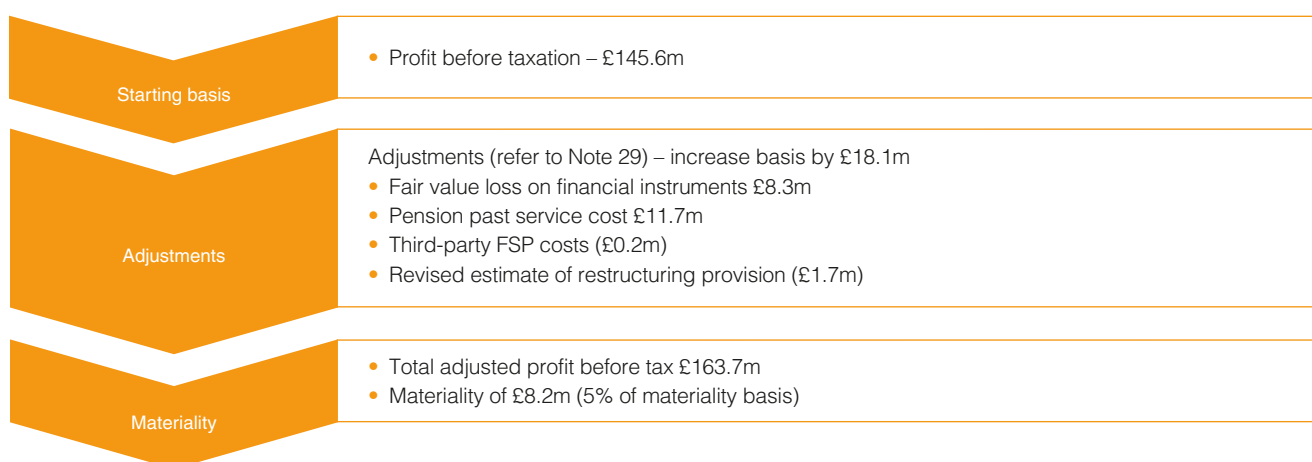 Starting basis
• Profit before taxation – £145.6m
Adjustments
Adjustments (refer to Note 29) – increase basis by £18.1m
• Fair value loss on financial instruments £8.3m
• Pension past service cost £11.7m
• Third-party FSP costs (£0.2m)
• Revised estimate of restructuring provision (£1.7m)
Materiality
• Total adjusted profit before tax £163.7m
• Materiality of £8.2m (5% of materiality basis)